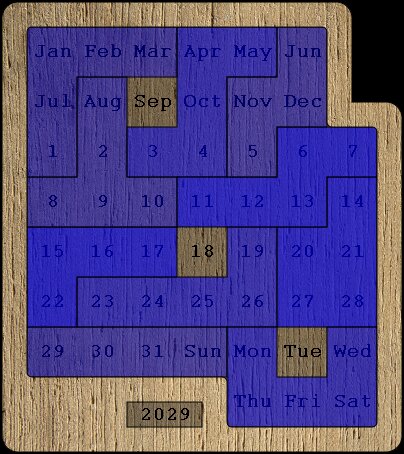 Jan Feb Mar Apr May Jun
Jul Aug Sep Oct Nov Dec
1 2 3 4 5 6 7
8 9 10 11 12 13 14
15 16 17 18 19 20 21
22 23 24 25 26 27 28
29 30 31 Sun Mon Tue Wed
Thu Fri Sat
2029